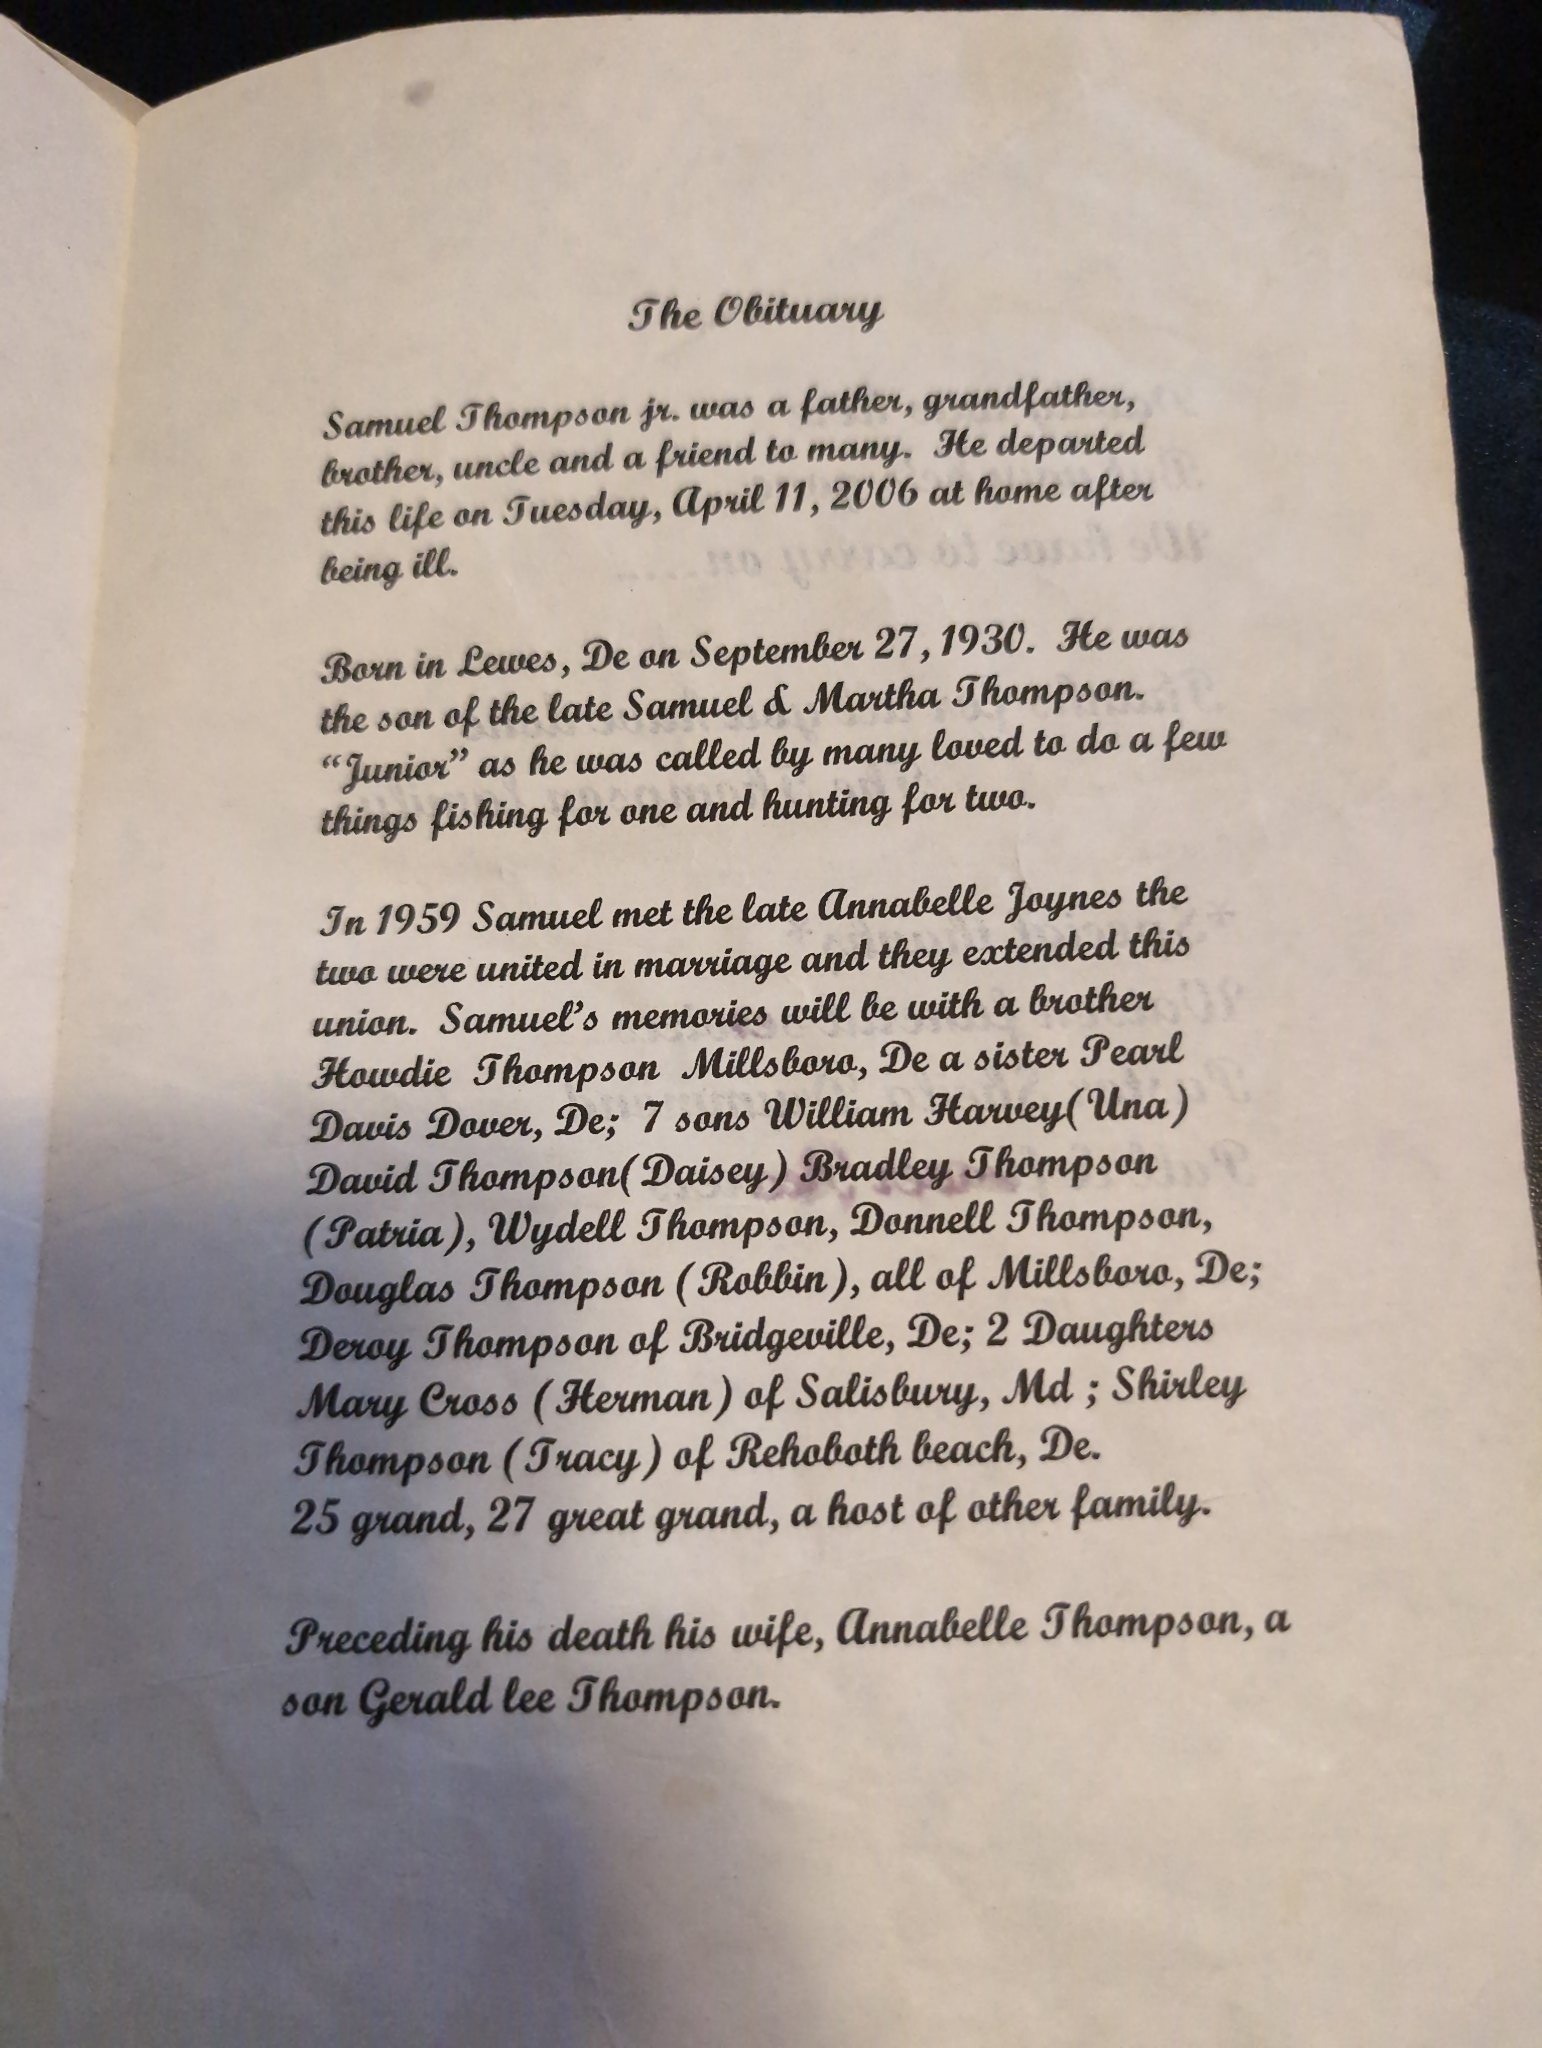 The Obituary
Samuel Thompson jr. was a father, grandfather,
brother, uncle and a friend to many. He departed
this life on Tuesday, April 11, 2006 at home after
being ill.
Born in Lewes, De on September 27, 1930. He was
the son of the late Samuel & Martha Thompson.
"Junior" as he was called by many loved to do a few
things fishing for one and hunting for two.
In 1959 Samuel met the late Annabelle Joynes the
two were united in marriage and they extended this
union. Samuel's memories will be with a brother
Howdie Thompson Millsboro, De a sister Pearl
Davis Dover, De; 7 sons William Harvey(Una)
David Thompson(Daisey) Bradley Thompson
(Patria), Wydell Thompson, Donnell Thompson,
Douglas Thompson (Robbin), all of Millsboro, De;
Deroy Thompson of Bridgeville, De; 2 Daughters
Mary Cross (Herman) of Salisbury, Md ; Shirley
Thompson (Tracy) of Rehoboth beach, De.
25 grand, 27 great grand, a host of other family.
Preceding his death his wife, Annabelle Thompson, a
son Gerald lee Thompson.